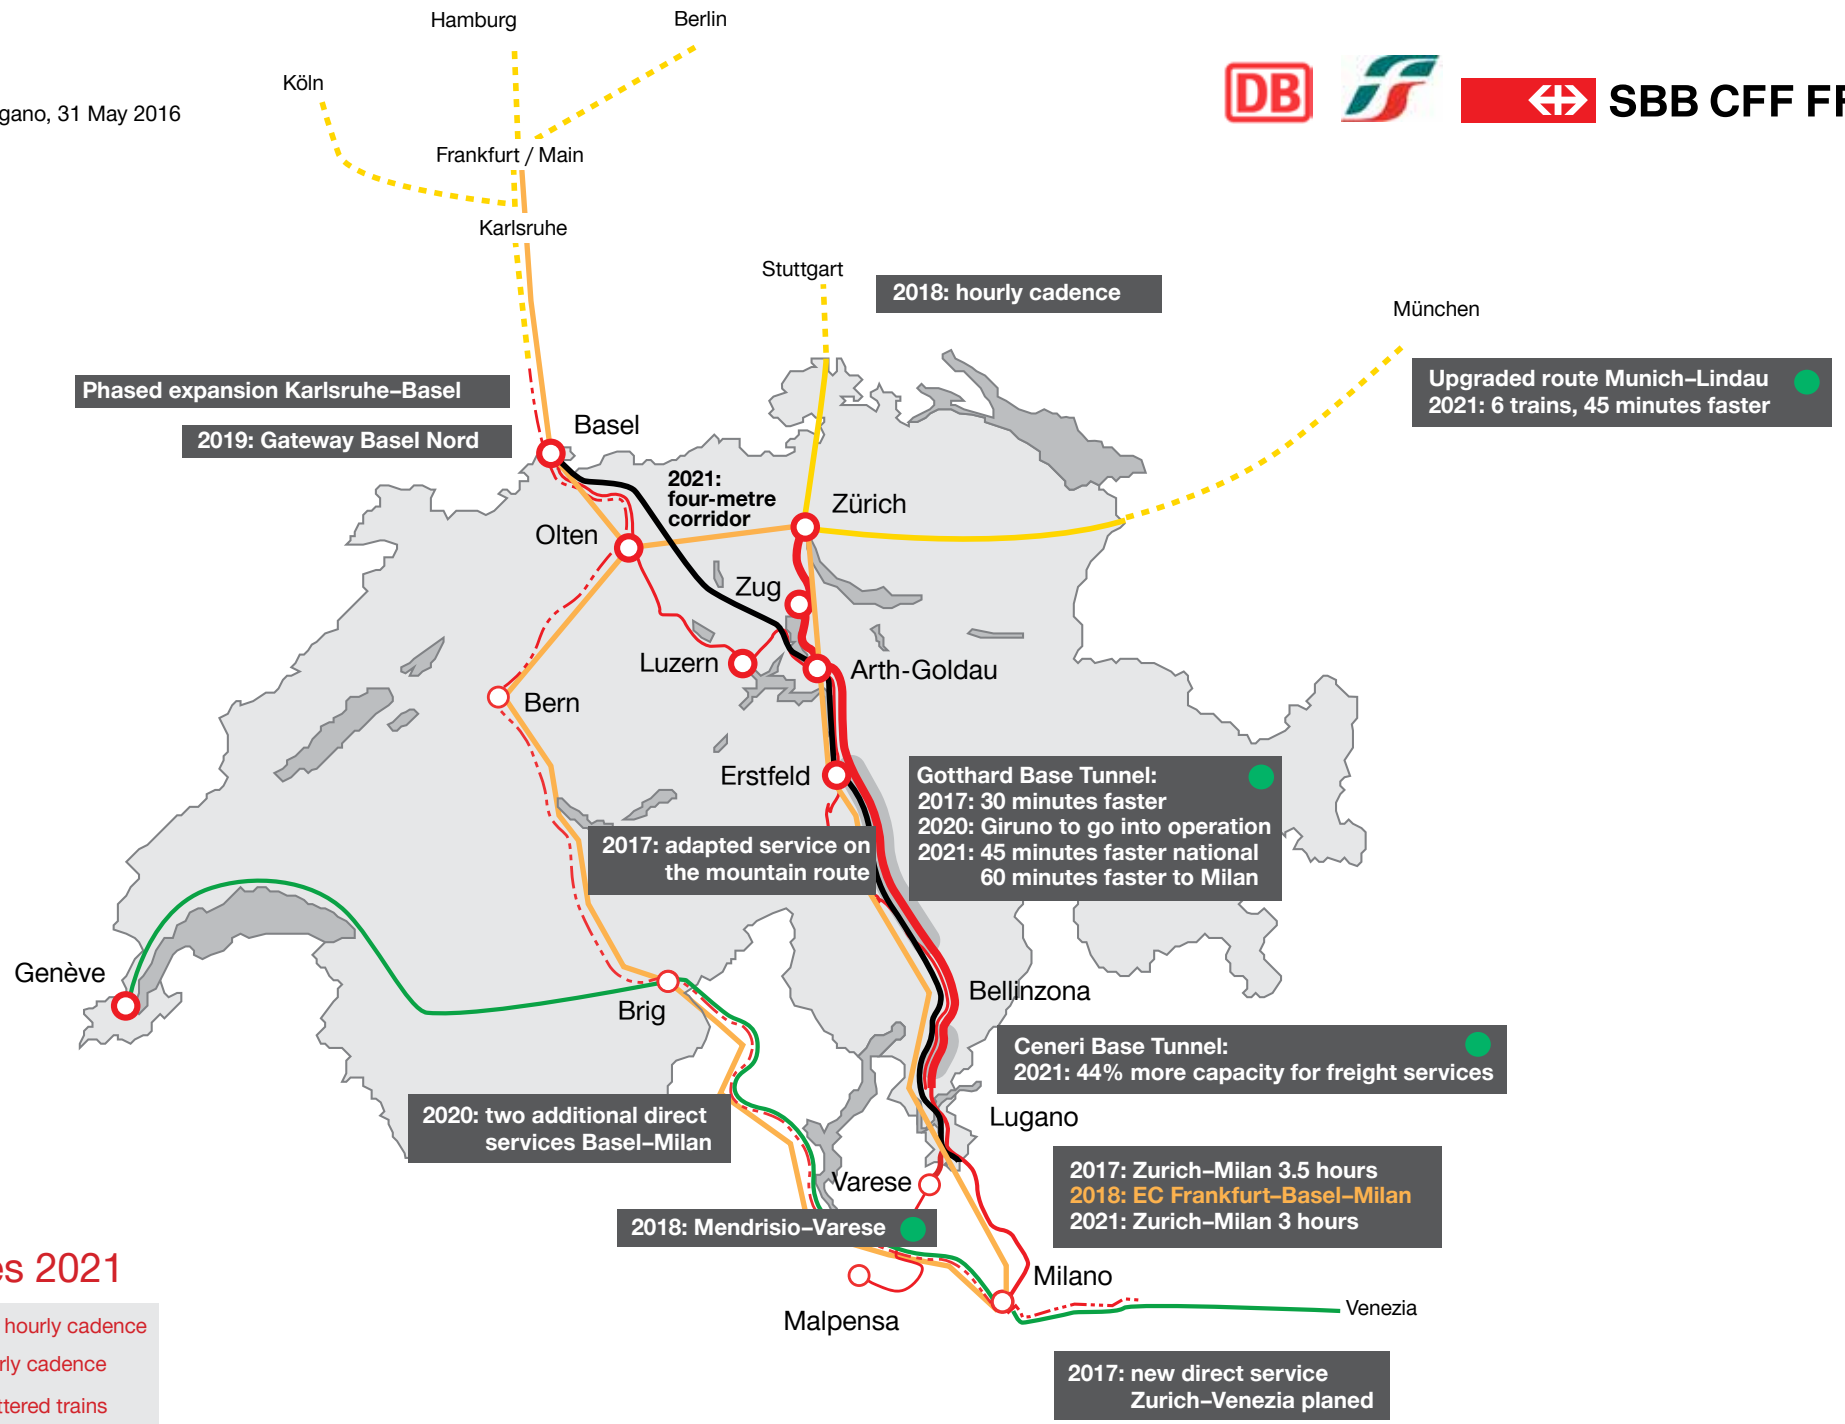 Hamburg
Berlin
Köln
gano, 31 May 2016
DB
SBB CFF FF
Frankfurt / Main
Karlsruhe
Stuttgart
2018: hourly cadence
München
Phased expansion Karlsruhe–Basel
Upgraded route Munich–Lindau
2021: 6 trains, 45 minutes faster
2019: Gateway Basel Nord
Basel
2021:
four-metre
corridor
Zürich
Olten
Zug
Luzern
Arth-Goldau
Bern
Erstfeld
Gotthard Base Tunnel:
2017: 30 minutes faster
2020: Giruno to go into operation
2021: 45 minutes faster national
60 minutes faster to Milan
2017: adapted service on
the mountain route
Genève
Brig
Bellinzona
Ceneri Base Tunnel:
2021: 44% more capacity for freight services
2020: two additional direct
services Basel–Milan
Lugano
Varese
2017: Zurich–Milan 3.5 hours
2018: EC Frankfurt–Basel–Milan
2021: Zurich–Milan 3 hours
2018: Mendrisio–Varese
Milano
Malpensa
Venezia
2017: new direct service
Zurich–Venezia planed
es 2021
hourly cadence
rly cadence
ttered trains